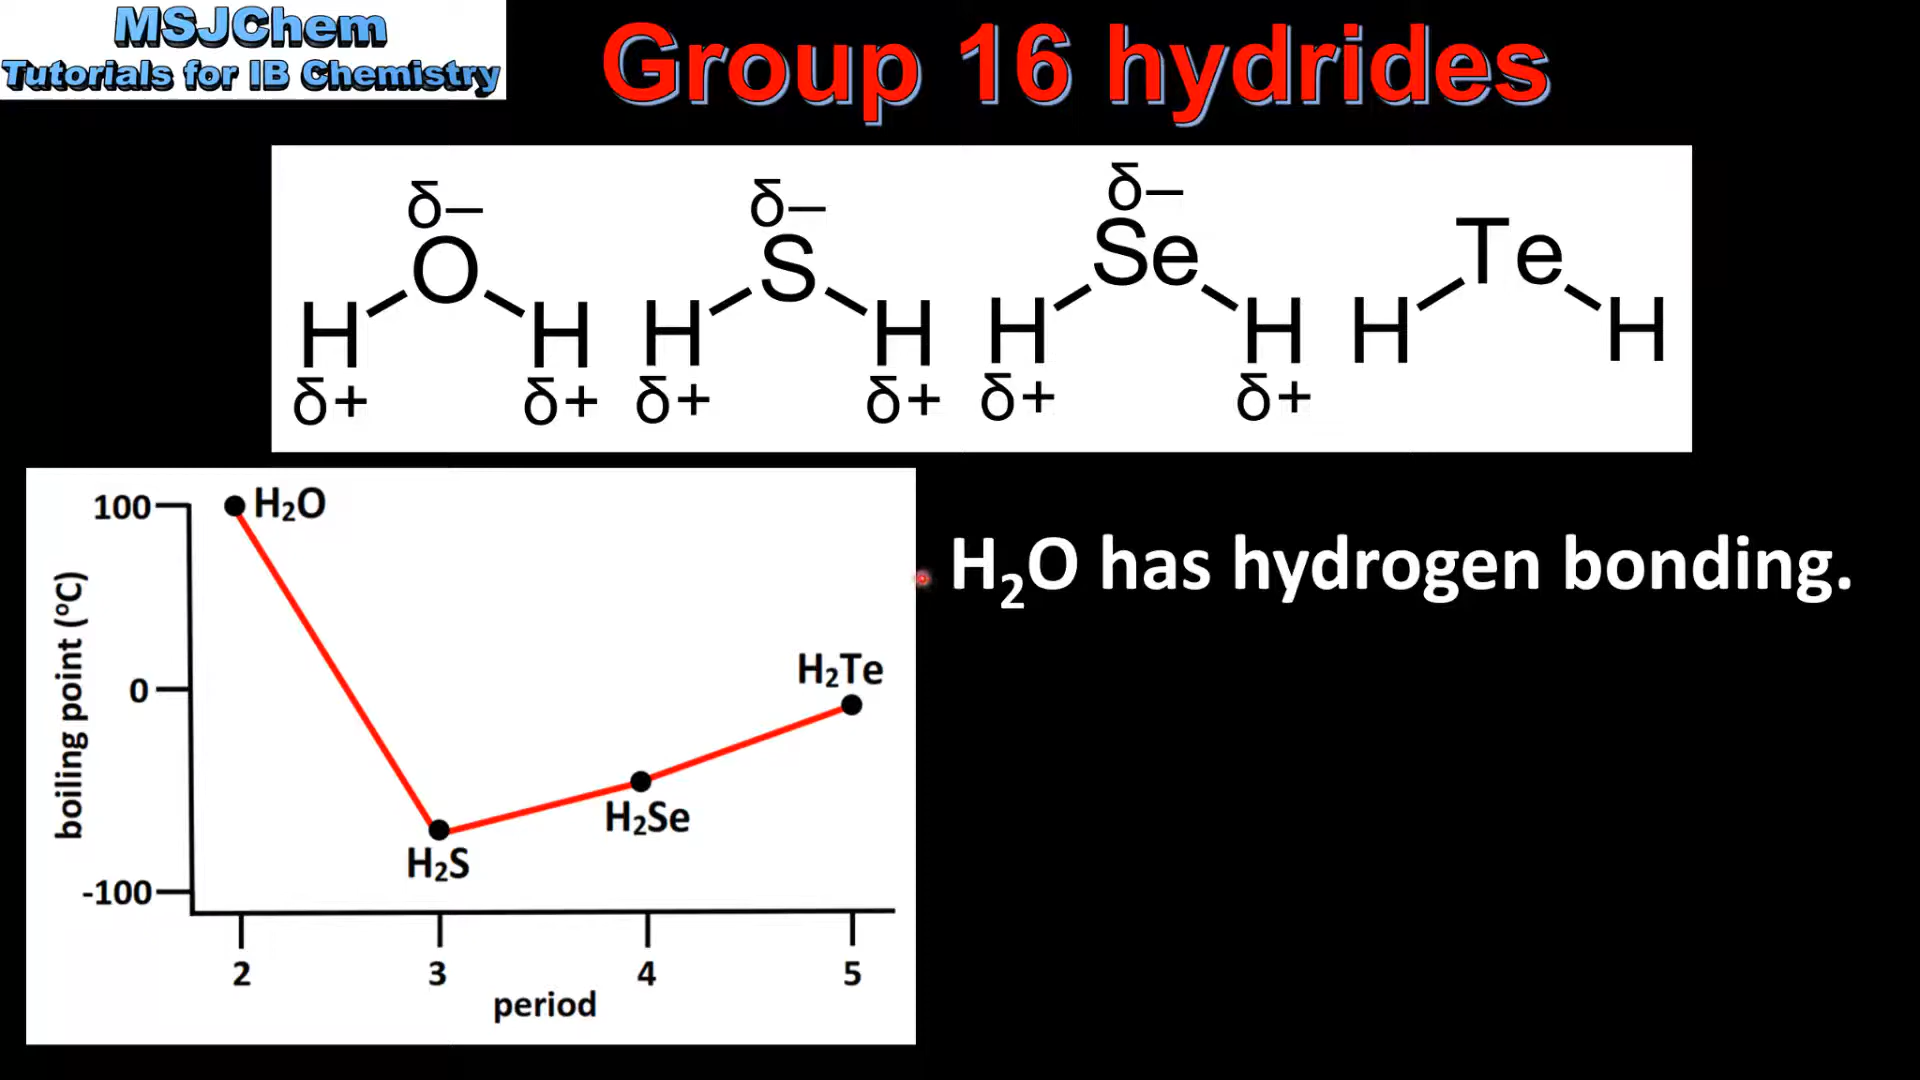 MSJChem
Tutorials for IB Chemistry
Group 16 hydrides
δ– δ– δ–
O S Se Te
H H H H H H H H
δ+ δ+ δ+ δ+ δ+ δ+
H₂O has hydrogen bonding.
boiling point (°C)
100
0
-100
H₂O
H₂S
H₂Se
H₂Te
2 3 4 5
period